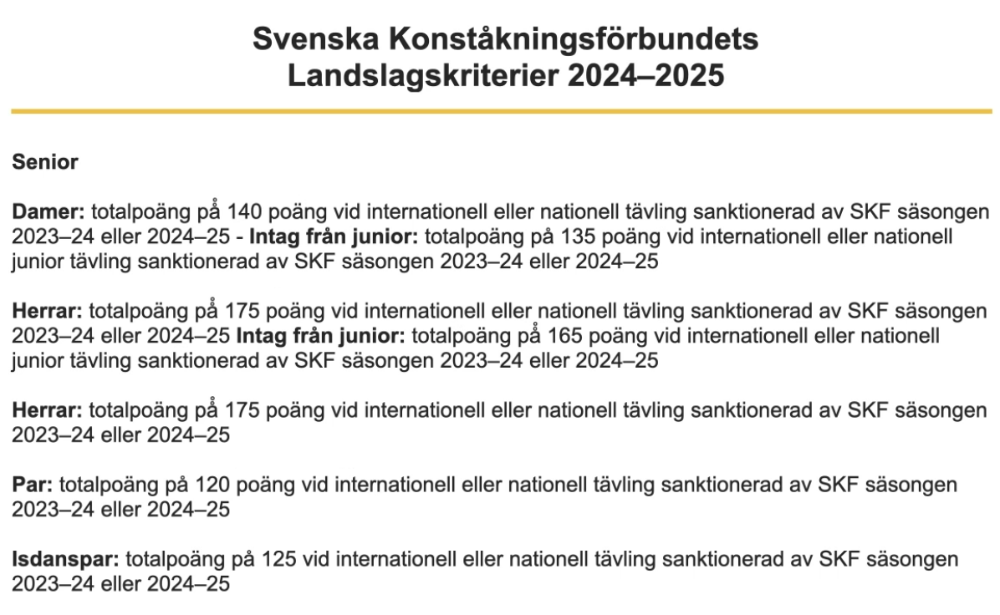 Svenska Konståkningsförbundets
Landslagskriterier 2024–2025
Senior
Damer: totalpoäng på 140 poäng vid internationell eller nationell tävling sanktionerad av SKF säsongen
2023–24 eller 2024–25 - Intag från junior: totalpoäng på 135 poäng vid internationell eller nationell
junior tävling sanktionerad av SKF säsongen 2023–24 eller 2024–25
Herrar: totalpoäng på 175 poäng vid internationell eller nationell tävling sanktionerad av SKF säsongen
2023–24 eller 2024–25 Intag från junior: totalpoäng på 165 poäng vid internationell eller nationell
junior tävling sanktionerad av SKF säsongen 2023–24 eller 2024–25
Herrar: totalpoäng på 175 poäng vid internationell eller nationell tävling sanktionerad av SKF säsongen
2023–24 eller 2024–25
Par: totalpoäng på 120 poäng vid internationell eller nationell tävling sanktionerad av SKF säsongen
2023–24 eller 2024–25
Isdanspar: totalpoäng på 125 vid internationell eller nationell tävling sanktionerad av SKF säsongen
2023–24 eller 2024–25